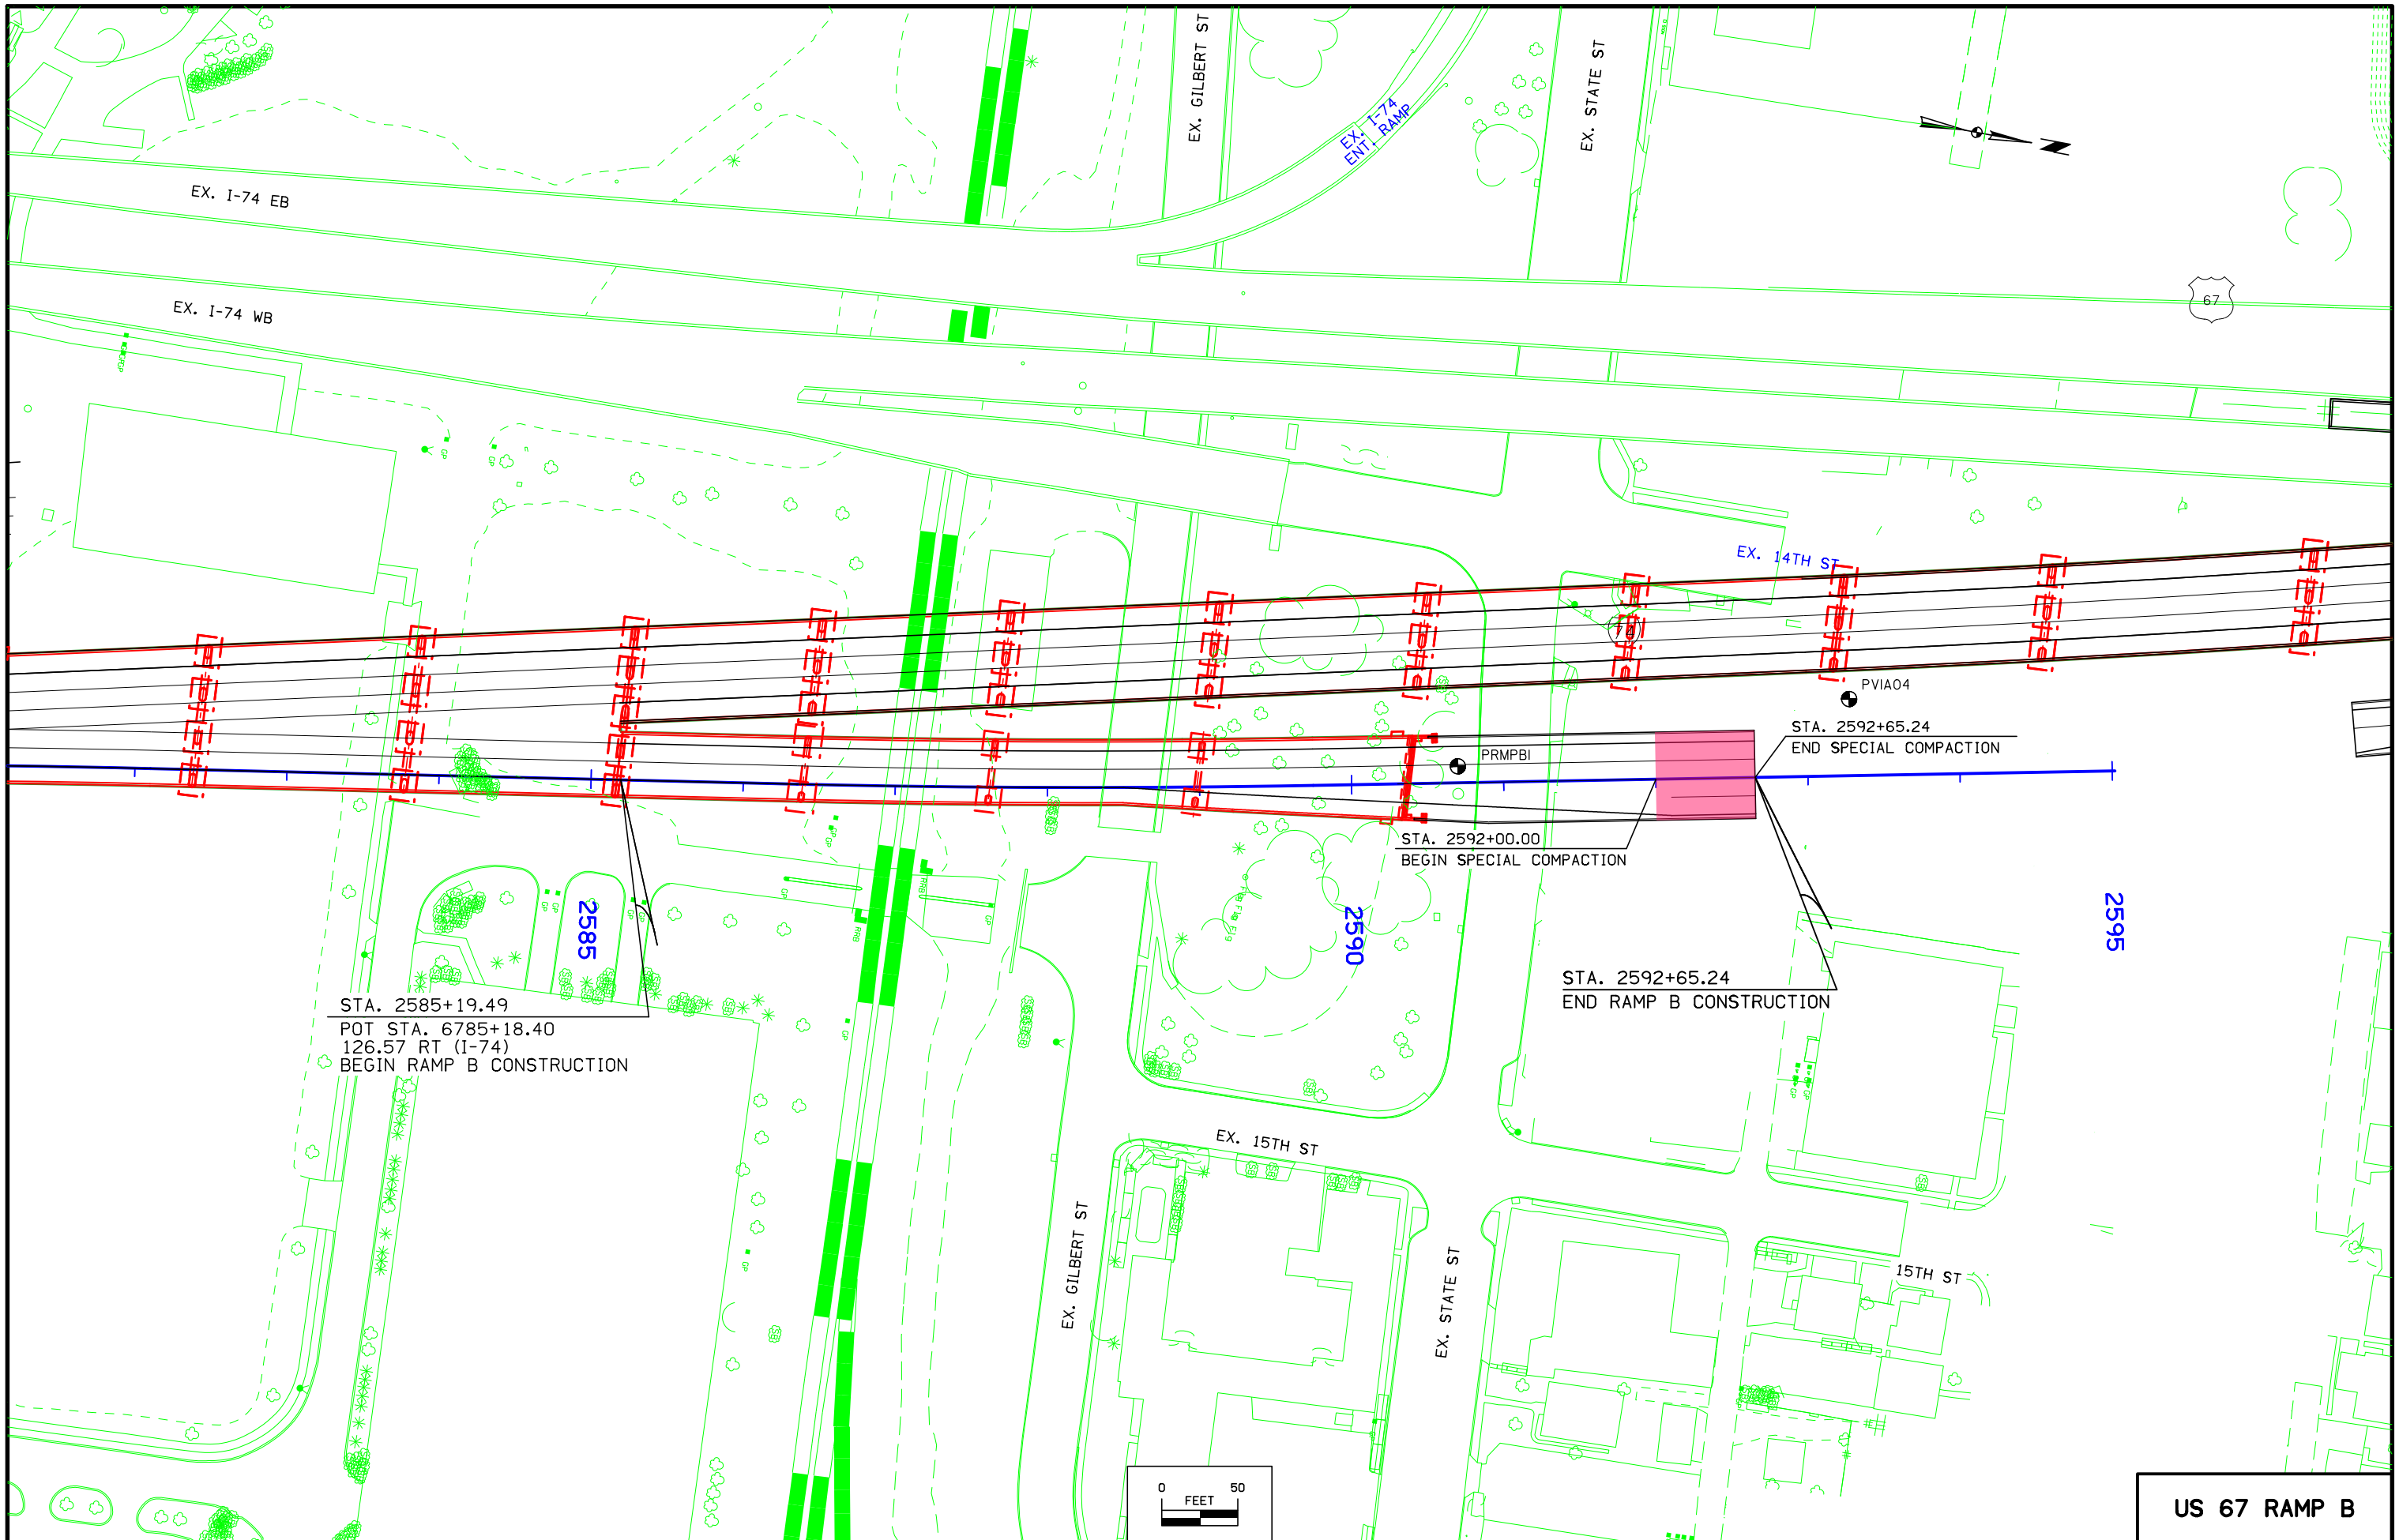 EX. GILBERT ST
EX. STATE ST
EX. I-74
ENT. RAMP
N
EX. I-74 EB
67
EX. I-74 WB
GP
GP
EX. 14TH ST
74
PVIA04
STA. 2592+65.24
END SPECIAL COMPACTION
PRMPB1
STA. 2592+00.00
BEGIN SPECIAL COMPACTION
2585
2590
2595
STA. 2592+65.24
END RAMP B CONSTRUCTION
STA. 2585+19.49
POT STA. 6785+18.40
126.57 RT (I-74)
BEGIN RAMP B CONSTRUCTION
EX. 15TH ST
EX. GILBERT ST
EX. STATE ST
15TH ST
0 50
FEET
US 67 RAMP B